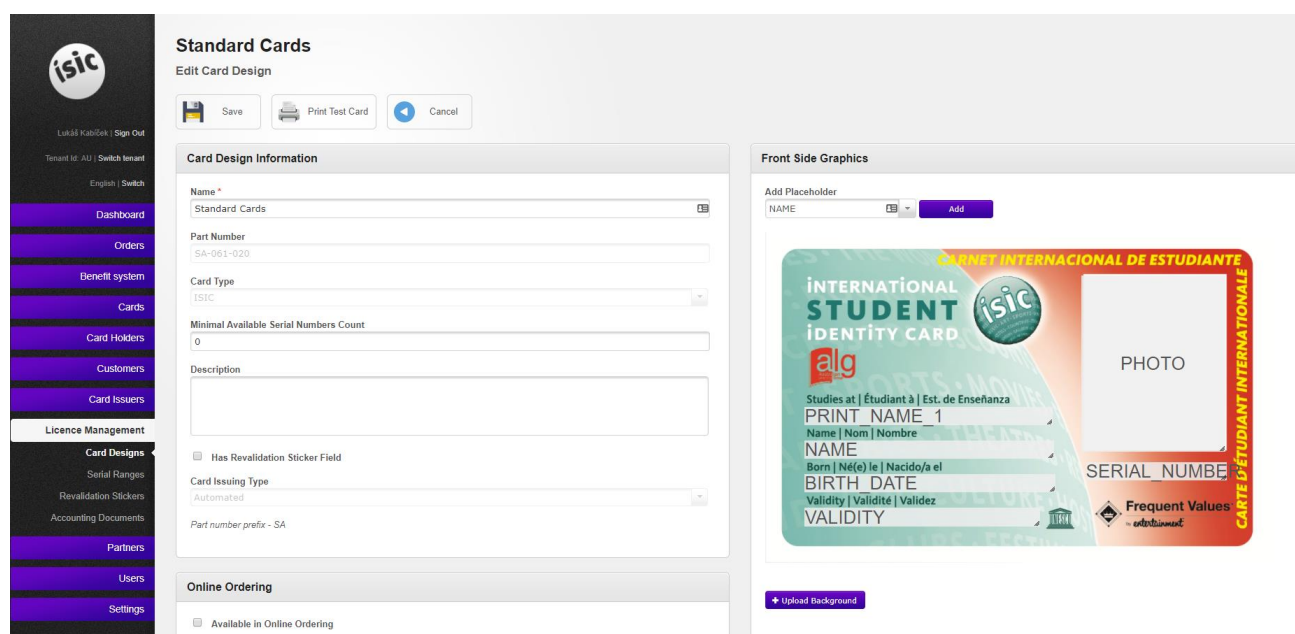 isic
Lukáš Kabíček | Sign Out
Tenant Id: AU | Switch tenant
English | Switch
Dashboard
Orders
Benefit system
Cards
Card Holders
Customers
Card Issuers
Licence Management
Card Designs
Serial Ranges
Revalidation Stickers
Accounting Documents
Partners
Users
Settings
Standard Cards
Edit Card Design
Save
Print Test Card
Cancel
Card Design Information
Name *
Standard Cards
Part Number
SA-061-020
Card Type
ISIC
Minimal Available Serial Numbers Count
0
Description
Has Revalidation Sticker Field
Card Issuing Type
Automated
Part number prefix - SA
Online Ordering
Available in Online Ordering
Front Side Graphics
Add Placeholder
NAME
Add
CARNET INTERNACIONAL DE ESTUDIANTE
iNTERNATiONAL
STUDENT
iDENTiTY CARD
isic
alg
PHOTO
Studies at | Étudiant à | Est. de Enseñanza
PRINT_NAME_1
Name | Nom | Nombre
NAME
Born | Né(e) le | Nacido/a el
BIRTH_DATE
Validity | Validité | Validez
VALIDITY
SERIAL_NUMBER
Frequent Values
entertainment
CARTE D'ÉTUDIANT INTERNATIONALE
Upload Background